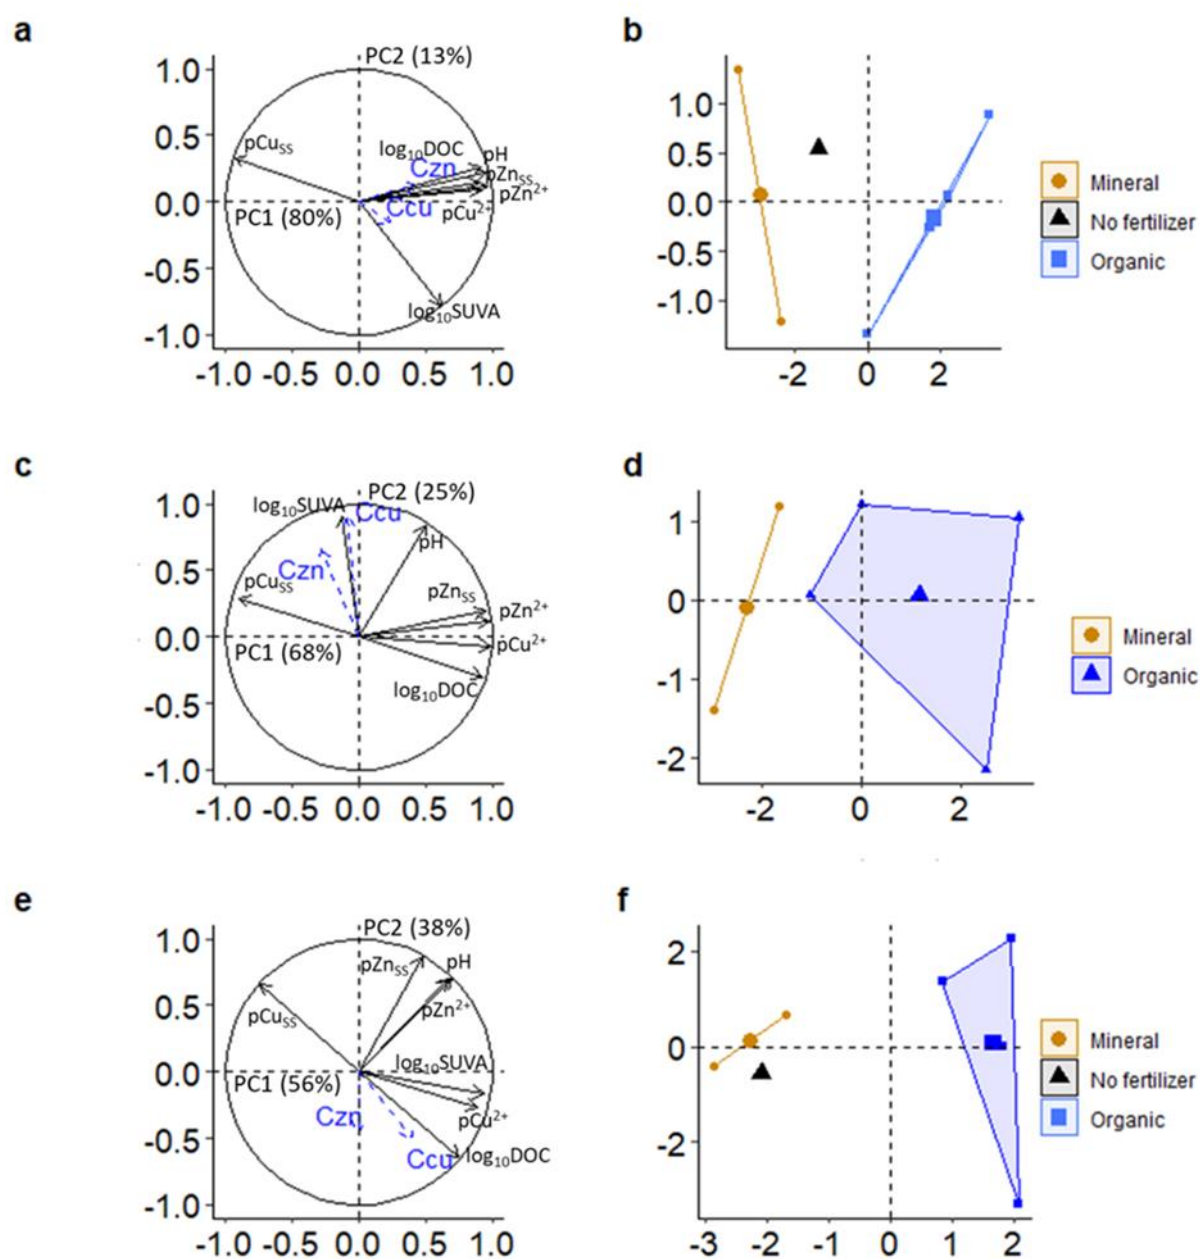 a
PC2 (13%)
1.0
0.5
0.0
-0.5
-1.0
pCuSS
log10DOC
pH
Czn
pZnSS
pZn2+
Ccu
pCu2+
PC1 (80%)
log10SUVA
-1.0 -0.5 0.0 0.5 1.0
b
1.0
0.5
0.0
-0.5
-1.0
-2 0 2
Mineral
No fertilizer
Organic
c
PC2 (25%)
1.0
0.5
0.0
-0.5
-1.0
log10SUVA
Ccu
pH
Czn
pCuSS
pZnSS
pZn2+
PC1 (68%)
pCu2+
log10DOC
-1.0 -0.5 0.0 0.5 1.0
d
1
0
-1
-2
-2 0 2
Mineral
Organic
e
PC2 (38%)
1.0
0.5
0.0
-0.5
-1.0
pZnSS
pH
pCuSS
pZn2+
log10SUVA
PC1 (56%)
Czn
pCu2+
Ccu
log10DOC
-1.0 -0.5 0.0 0.5 1.0
f
2
0
-2
-3 -2 -1 0 1 2
Mineral
No fertilizer
Organic